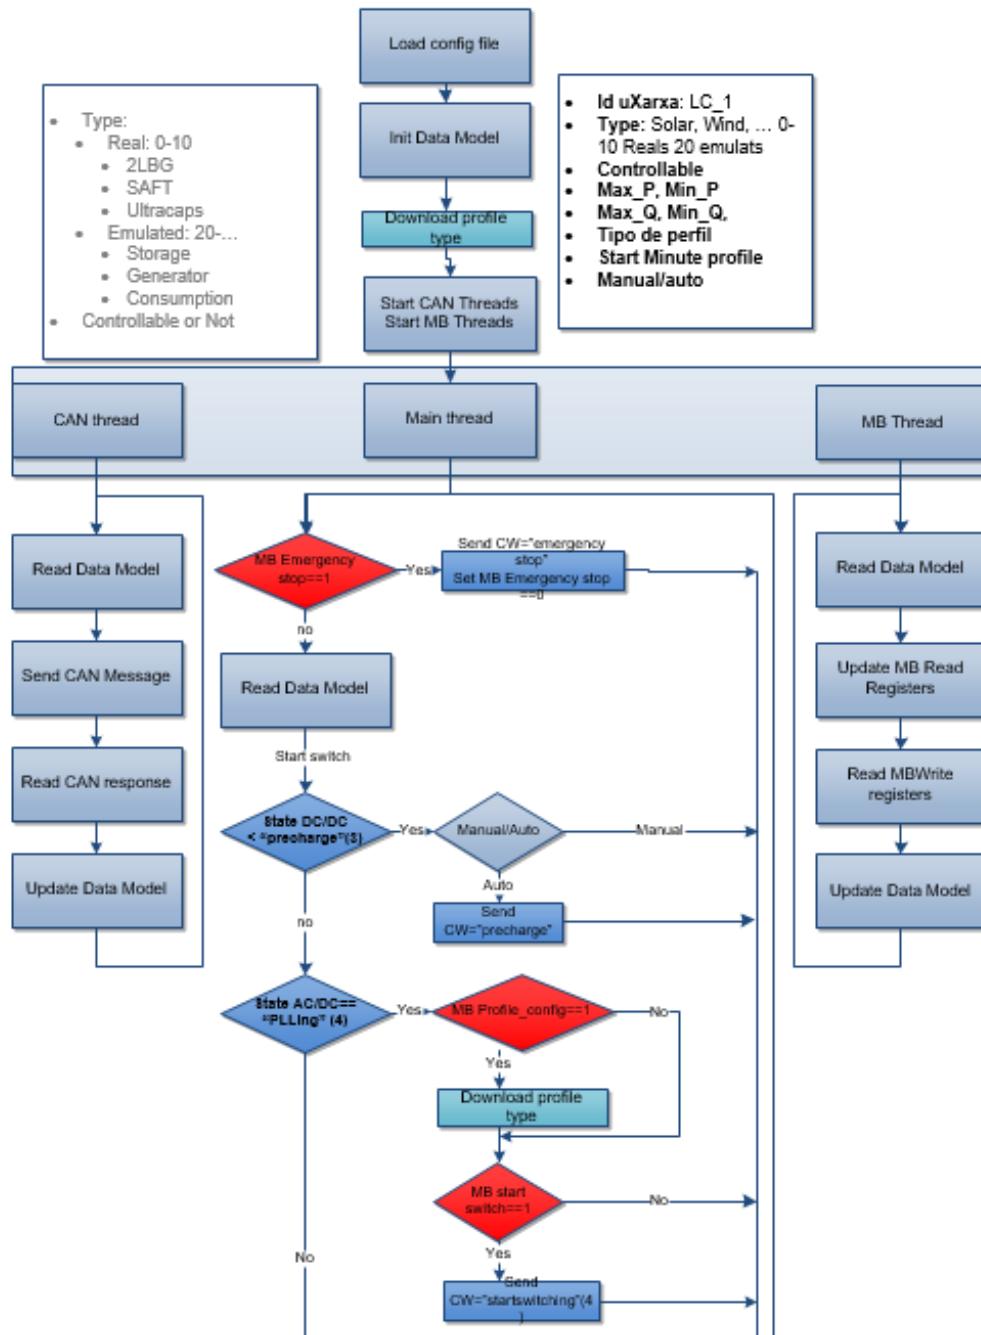 Load config file
Init Data Model
Download profile
type
Start CAN Threads
Start MB Threads
• Type:
• Real: 0-10
• 2LBG
• SAFT
• Ultracaps
• Emulated: 20-...
• Storage
• Generator
• Consumption
• Controllable or Not
• Id uXarxa: LC_1
• Type: Solar, Wind, ... 0-
10 Reals 20 emulats
• Controllable
• Max_P, Min_P
• Max_Q, Min_Q,
• Tipo de perfil
• Start Minute profile
• Manual/auto
CAN thread
Main thread
MB Thread
Read Data Model
Send CAN Message
Read CAN response
Update Data Model
MB Emergency
stop==1
Yes
Send CW="emergency
stop"
Set MB Emergency stop
==0
no
Read Data Model
Start switch
State DC/DC
< "precharge"(3)
Yes
Manual/Auto
Manual
Auto
Send
CW="precharge"
no
State AC/DC==
"PLLing" (4)
Yes
MB Profile_config==1
No
Yes
Download profile
type
MB start
switch==1
No
Yes
Send
CW="startswitching"(4
)
No
Read Data Model
Update MB Read
Registers
Read MBWrite
registers
Update Data Model